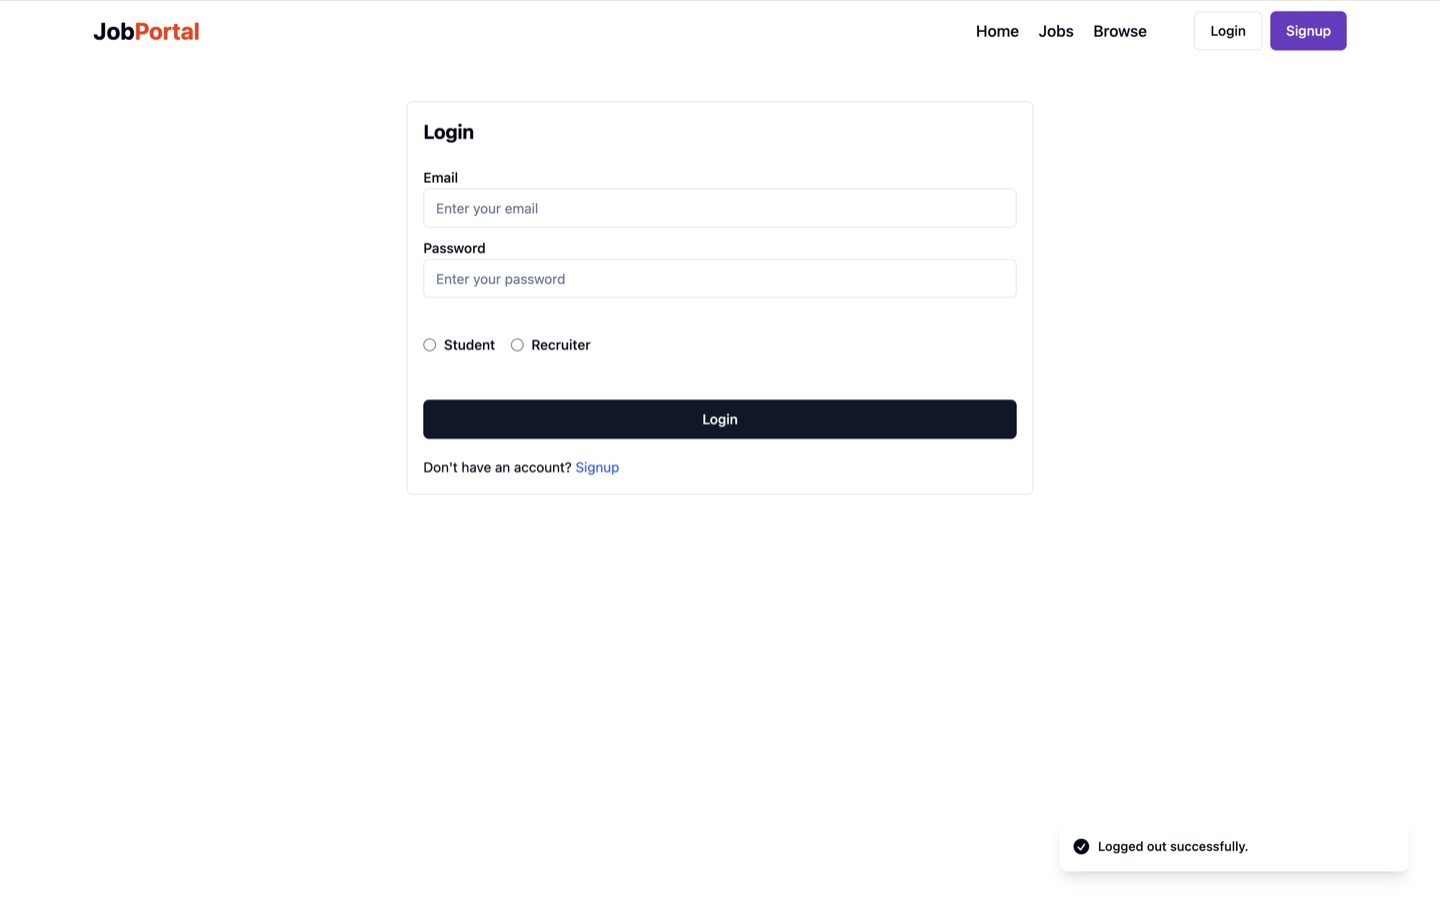 JobPortal
Home Jobs Browse Login Signup
Login
Email
Enter your email
Password
Enter your password
Student Recruiter
Login
Don't have an account? Signup
Logged out successfully.